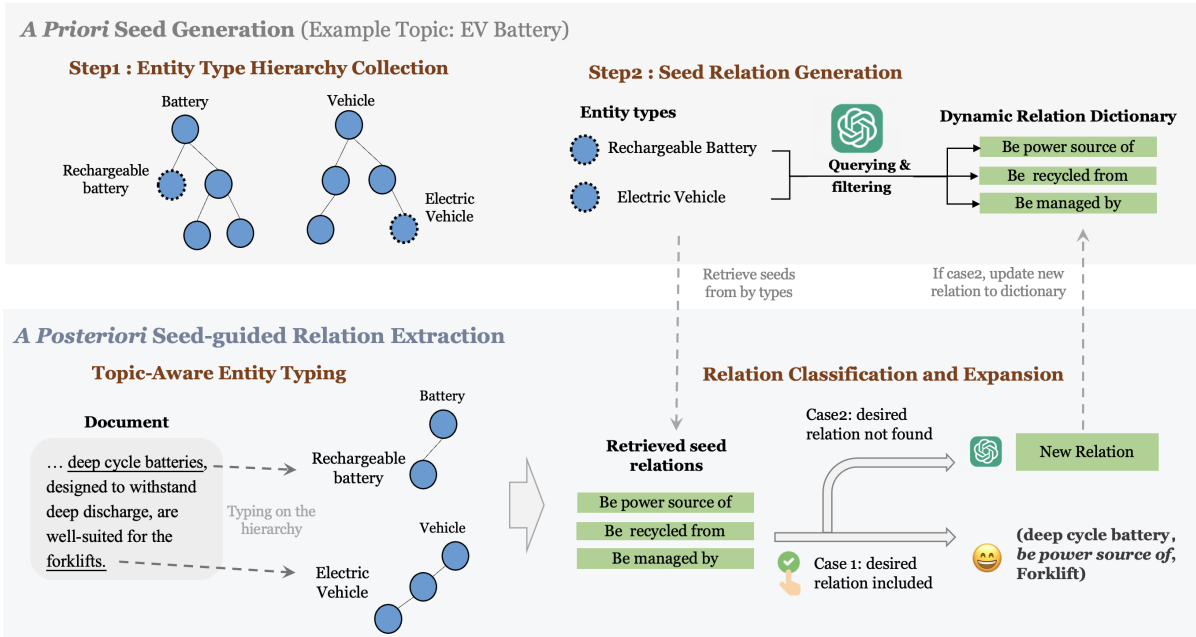 A Priori Seed Generation (Example Topic: EV Battery)
Step1 : Entity Type Hierarchy Collection
Battery
Rechargeable
battery
Vehicle
Electric
Vehicle
Step2 : Seed Relation Generation
Entity types
Rechargeable Battery
Electric Vehicle
Querying &
filtering
Dynamic Relation Dictionary
Be power source of
Be recycled from
Be managed by
Retrieve seeds
from by types
If case2, update new
relation to dictionary
A Posteriori Seed-guided Relation Extraction
Topic-Aware Entity Typing
Document
... deep cycle batteries,
designed to withstand
deep discharge, are
well-suited for the
forklifts.
Typing on the
hierarchy
Battery
Rechargeable
battery
Vehicle
Electric
Vehicle
Relation Classification and Expansion
Retrieved seed
relations
Be power source of
Be recycled from
Be managed by
Case2: desired
relation not found
New Relation
Case 1: desired
relation included
(deep cycle battery,
be power source of,
Forklift)